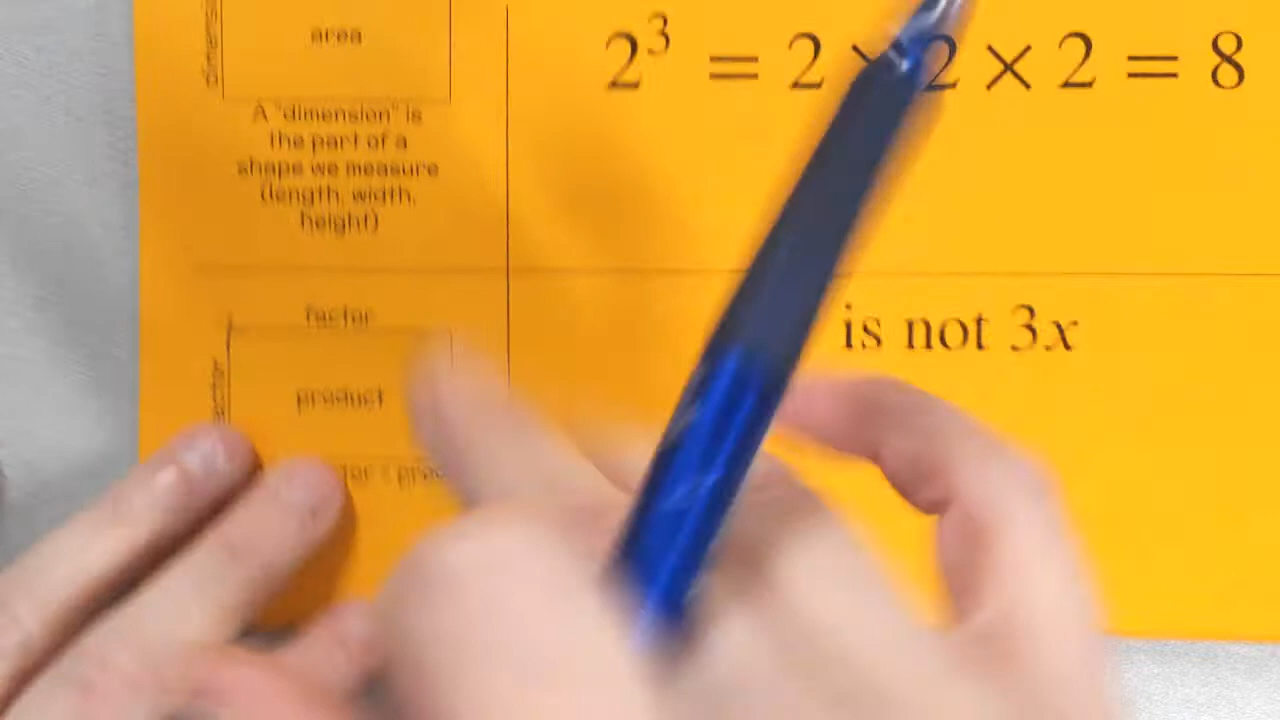 area
A "dimension" is
the part of a
shape we measure
(length, width,
height)
2³ = 2 × 2 × 2 = 8
factor
product
is not 3x